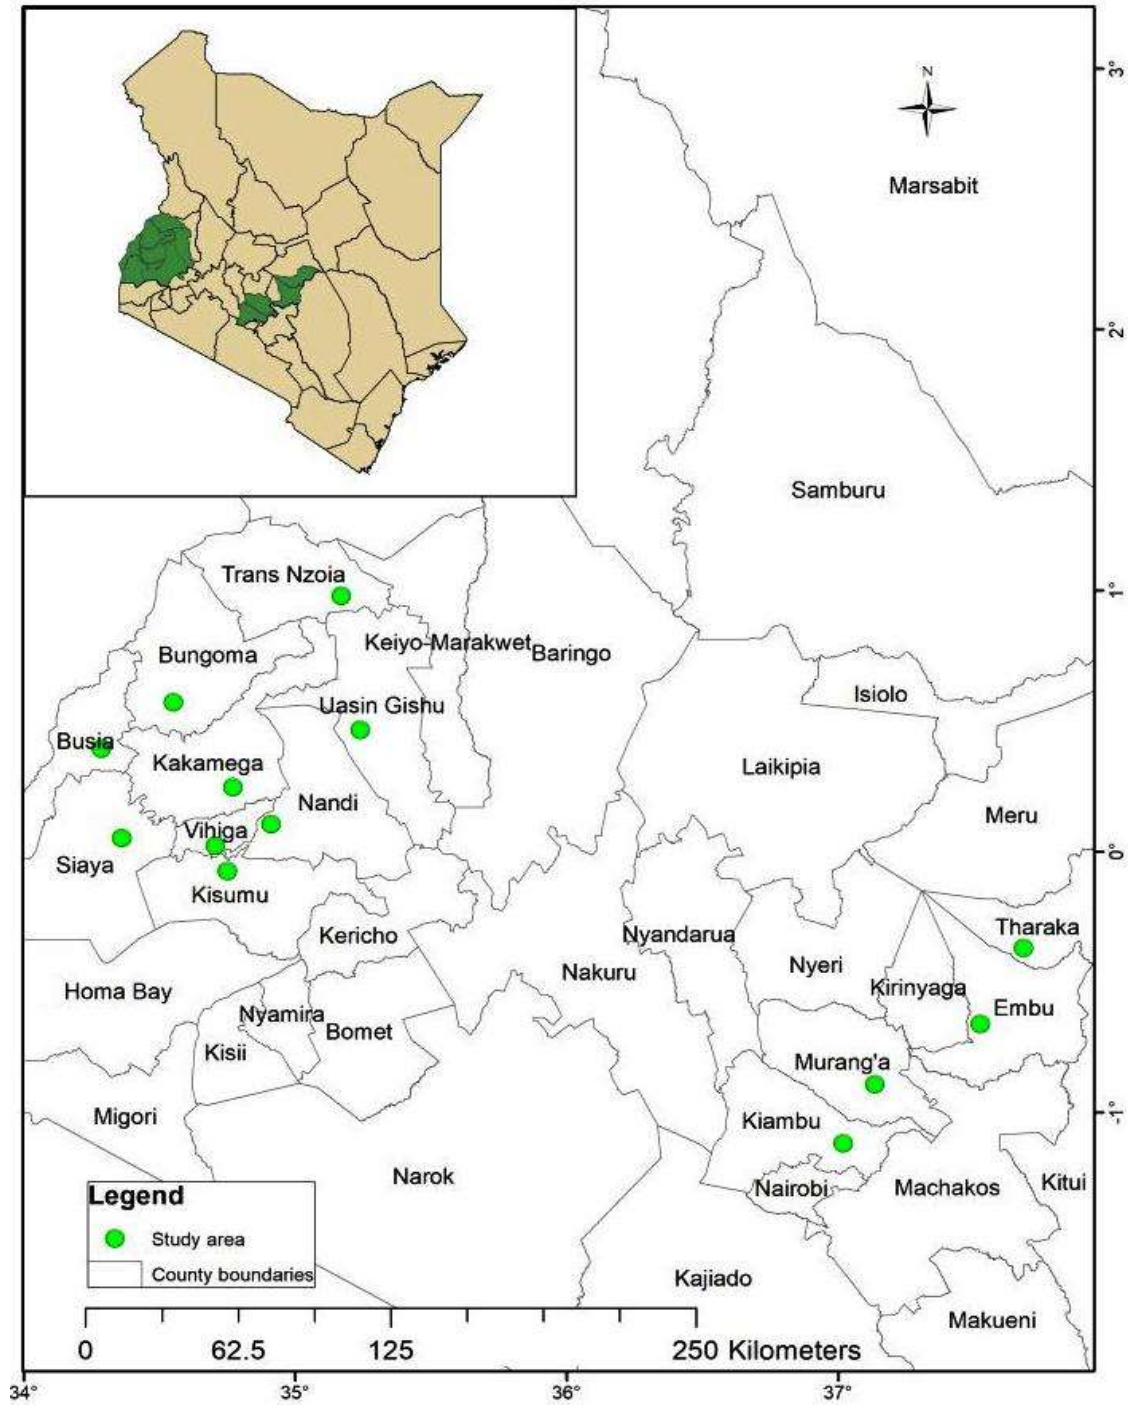 N
3°
Marsabit
2°
Samburu
Trans Nzoia
1°
Keiyo-Marakwet
Baringo
Bungoma
Isiolo
Uasin Gishu
Busia
Kakamega
Laikipia
Nandi
Meru
Vihiga
0°
Siaya
Kisumu
Tharaka
Kericho
Nyandarua
Nyeri
Nakuru
Kirinyaga
Homa Bay
Embu
Nyamira
Bomet
Kisii
Murang'a
Migori
-1°
Kiambu
Narok
Nairobi
Machakos
Kitui
Legend
Study area
County boundaries
Kajiado
Makueni
0 62.5 125 250 Kilometers
34° 35° 36° 37°